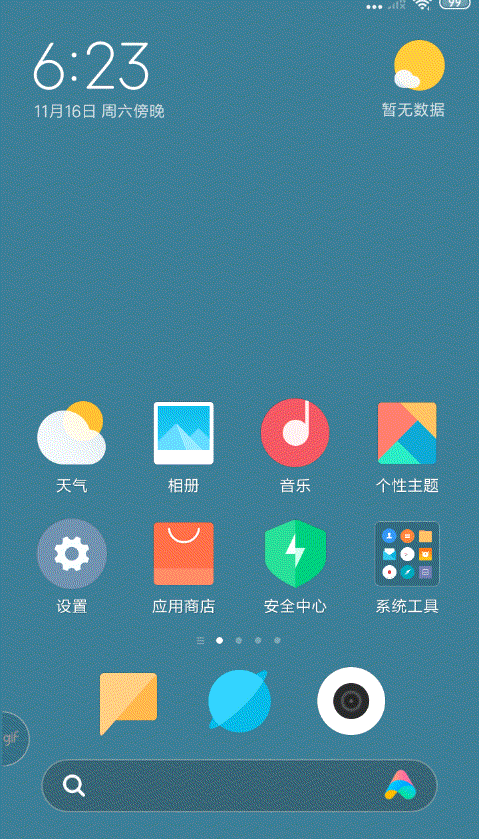 99
6:23
11月16日 周六傍晚
暂无数据
天气
相册
音乐
个性主题
设置
应用商店
安全中心
系统工具
gif